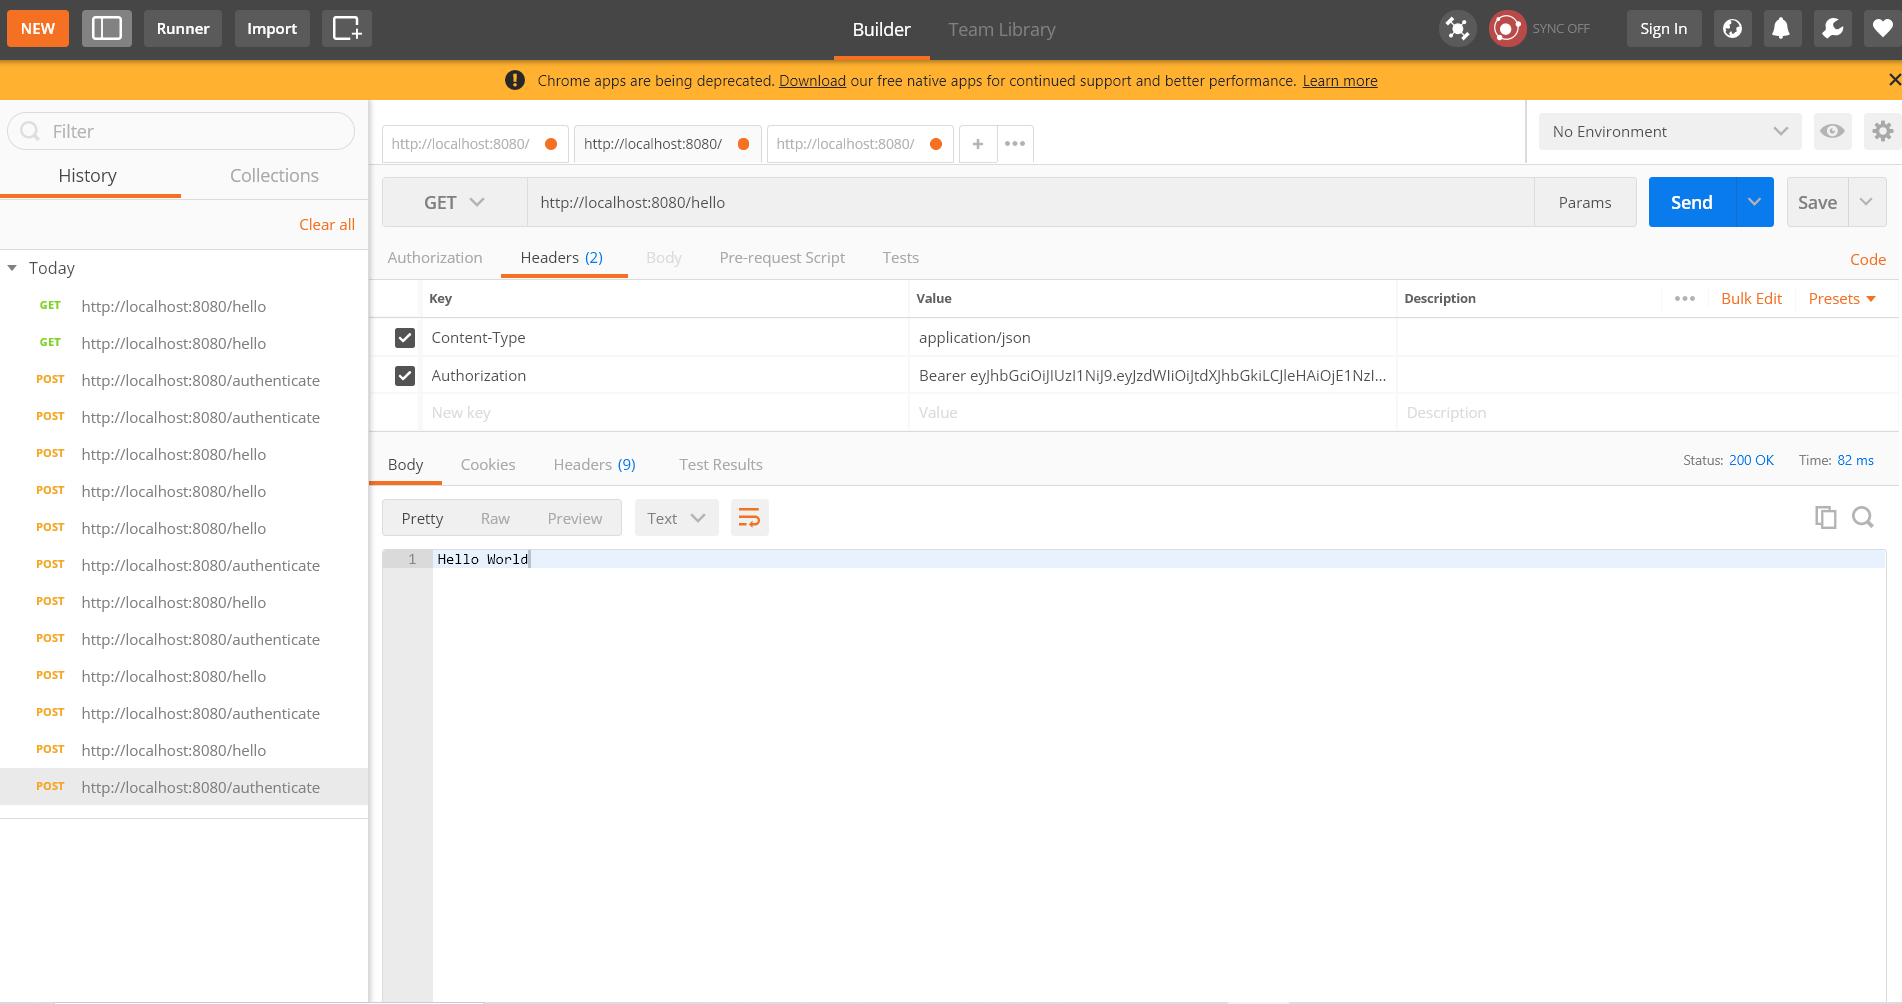 NEW Runner Import Builder Team Library SYNC OFF Sign In
Chrome apps are being deprecated. Download our free native apps for continued support and better performance. Learn more
Filter
History Collections
Clear all
Today
GET http://localhost:8080/hello
GET http://localhost:8080/hello
POST http://localhost:8080/authenticate
POST http://localhost:8080/authenticate
POST http://localhost:8080/hello
POST http://localhost:8080/hello
POST http://localhost:8080/hello
POST http://localhost:8080/authenticate
POST http://localhost:8080/hello
POST http://localhost:8080/authenticate
POST http://localhost:8080/hello
POST http://localhost:8080/authenticate
POST http://localhost:8080/hello
POST http://localhost:8080/authenticate
http://localhost:8080/ http://localhost:8080/ http://localhost:8080/ + ••• No Environment
GET http://localhost:8080/hello Params Send Save
Authorization Headers (2) Body Pre-request Script Tests Code
Key Value Description ••• Bulk Edit Presets
Content-Type application/json
Authorization Bearer eyJhbGciOiJIUzI1NiJ9.eyJzdWIiOiJtdXJhbGkiLCJleHAiOjE1NzI...
New key Value Description
Body Cookies Headers (9) Test Results Status: 200 OK Time: 82 ms
Pretty Raw Preview Text
1 Hello World